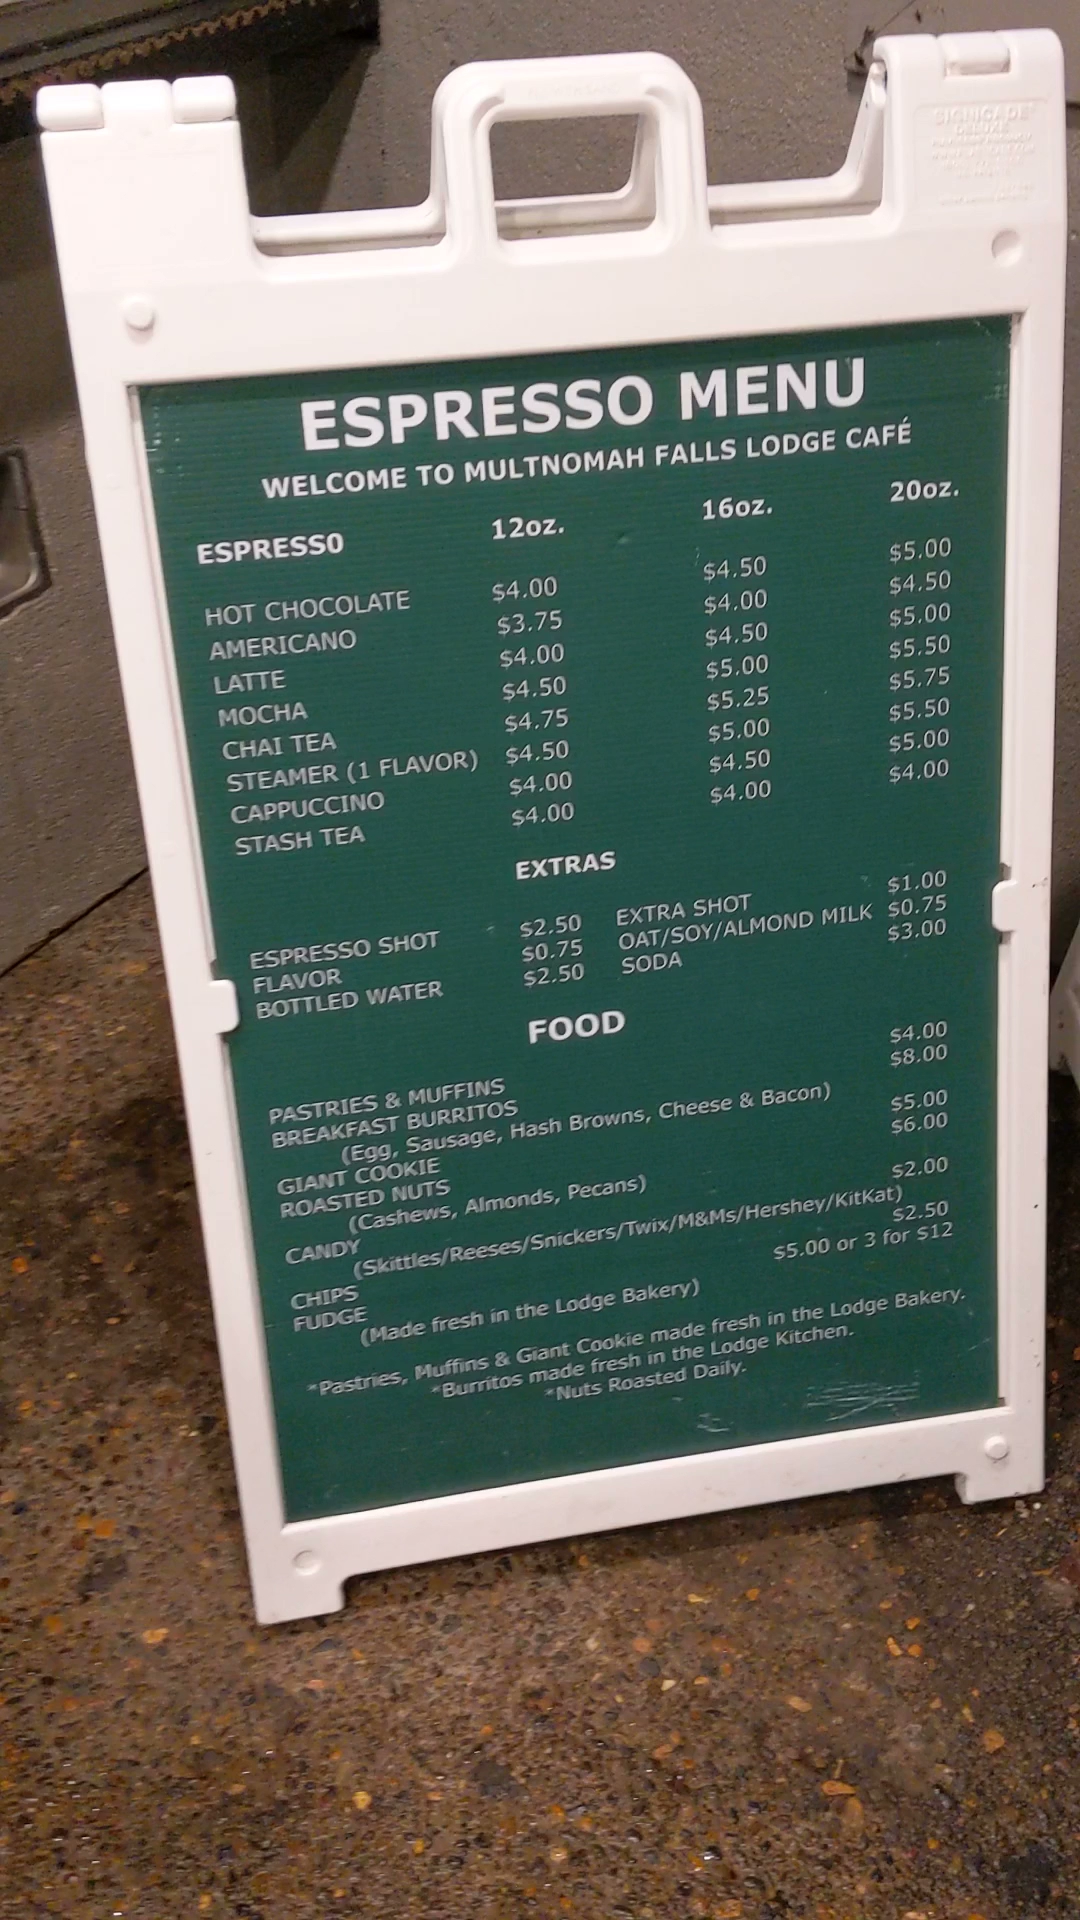 SIGNICADE
DELUXE
ESPRESSO MENU
WELCOME TO MULTNOMAH FALLS LODGE CAFÉ
ESPRESSO 12oz. 16oz. 20oz.
HOT CHOCOLATE $4.00 $4.50 $5.00
AMERICANO $3.75 $4.00 $4.50
LATTE $4.00 $4.50 $5.00
MOCHA $4.50 $5.00 $5.50
CHAI TEA $4.75 $5.25 $5.75
STEAMER (1 FLAVOR) $4.50 $5.00 $5.50
CAPPUCCINO $4.00 $4.50 $5.00
STASH TEA $4.00 $4.00 $4.00
EXTRAS
ESPRESSO SHOT $2.50 EXTRA SHOT $1.00
FLAVOR $0.75 OAT/SOY/ALMOND MILK $0.75
BOTTLED WATER $2.50 SODA $3.00
FOOD
PASTRIES & MUFFINS $4.00
BREAKFAST BURRITOS $8.00
(Egg, Sausage, Hash Browns, Cheese & Bacon)
GIANT COOKIE $5.00
ROASTED NUTS $6.00
(Cashews, Almonds, Pecans)
CANDY $2.00
(Skittles/Reeses/Snickers/Twix/M&Ms/Hershey/KitKat)
CHIPS $2.50
FUDGE $5.00 or 3 for $12
(Made fresh in the Lodge Bakery)
*Pastries, Muffins & Giant Cookie made fresh in the Lodge Bakery.
*Burritos made fresh in the Lodge Kitchen.
*Nuts Roasted Daily.